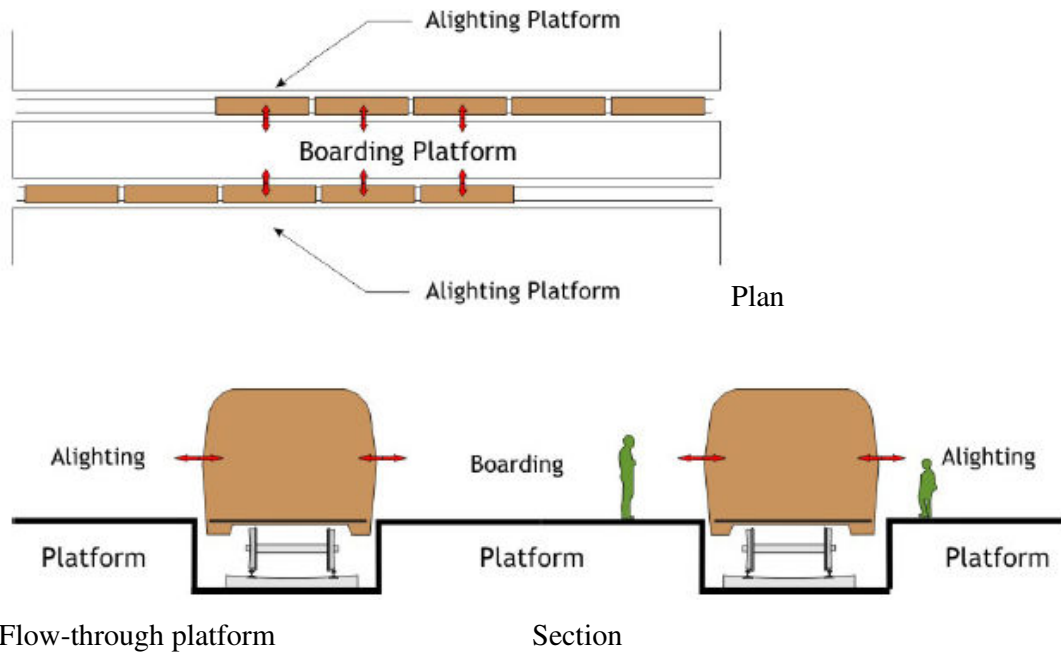 Alighting Platform
Boarding Platform
Alighting Platform
Plan
Alighting
Boarding
Alighting
Platform
Platform
Platform
Flow-through platform
Section